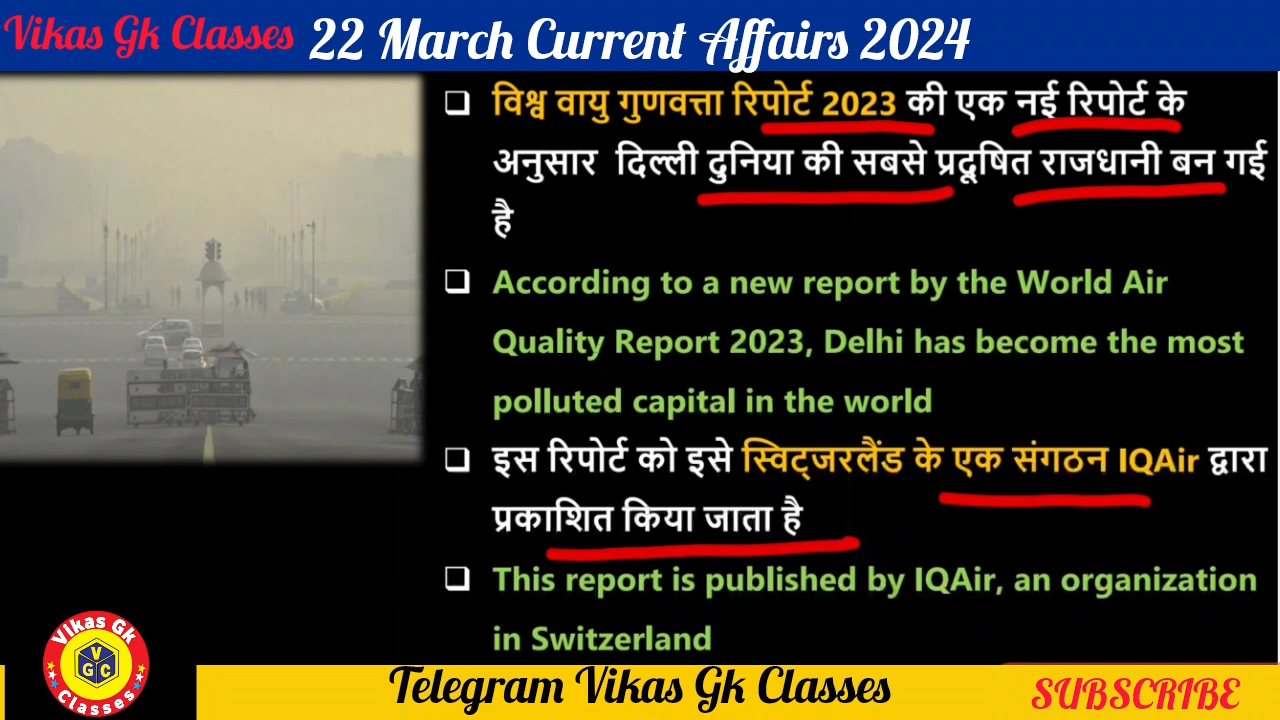 Vikas Gk Classes 22 March Current Affairs 2024
विश्व वायु गुणवत्ता रिपोर्ट 2023 की एक नई रिपोर्ट के
अनुसार दिल्ली दुनिया की सबसे प्रदूषित राजधानी बन गई
है
According to a new report by the World Air
Quality Report 2023, Delhi has become the most
polluted capital in the world
इस रिपोर्ट को इसे स्विट्जरलैंड के एक संगठन IQAir द्वारा
प्रकाशित किया जाता है
This report is published by IQAir, an organization
in Switzerland
Vikas Gk
V
G C
Classes
Telegram Vikas Gk Classes
SUBSCRIBE